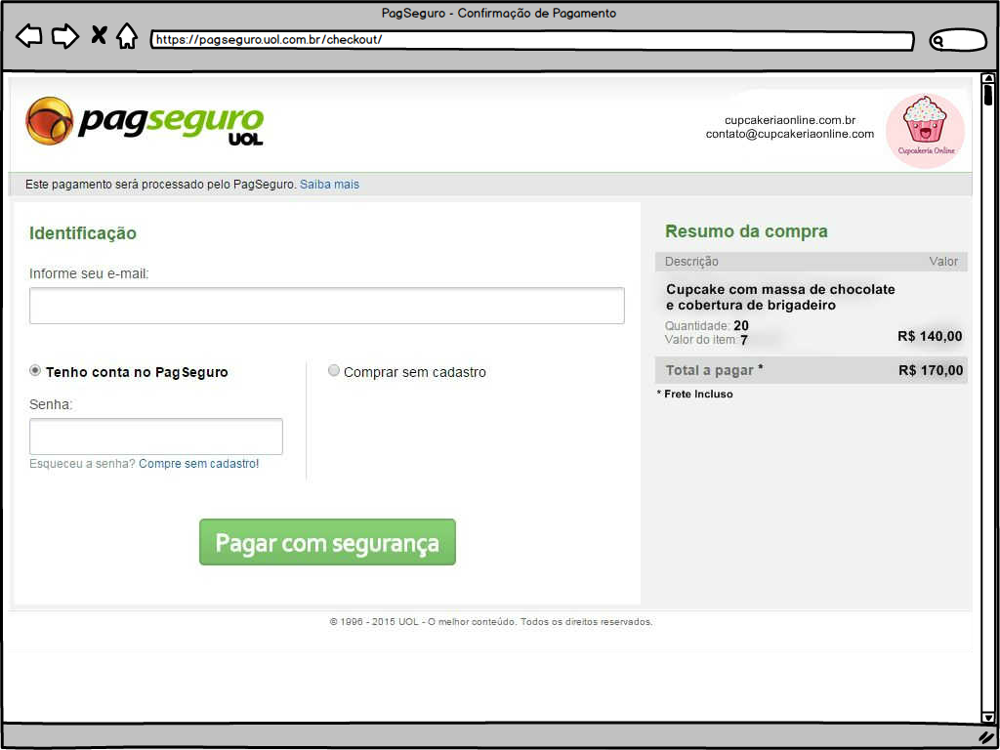 PagSeguro - Confirmação de Pagamento
https://pagseguro.uol.com.br/checkout/
pagseguro
UOL
cupcakeriaonline.com.br
contato@cupcakeriaonline.com
Cupcakeria Online
Este pagamento será processado pelo PagSeguro. Saiba mais
Identificação
Informe seu e-mail:
Tenho conta no PagSeguro
Comprar sem cadastro
Senha:
Esqueceu a senha? Compre sem cadastro!
Pagar com segurança
Resumo da compra
Descrição Valor
Cupcake com massa de chocolate
e cobertura de brigadeiro
Quantidade: 20
Valor do item: 7
R$ 140,00
Total a pagar * R$ 170,00
* Frete Incluso
© 1996 - 2015 UOL - O melhor conteúdo. Todos os direitos reservados.